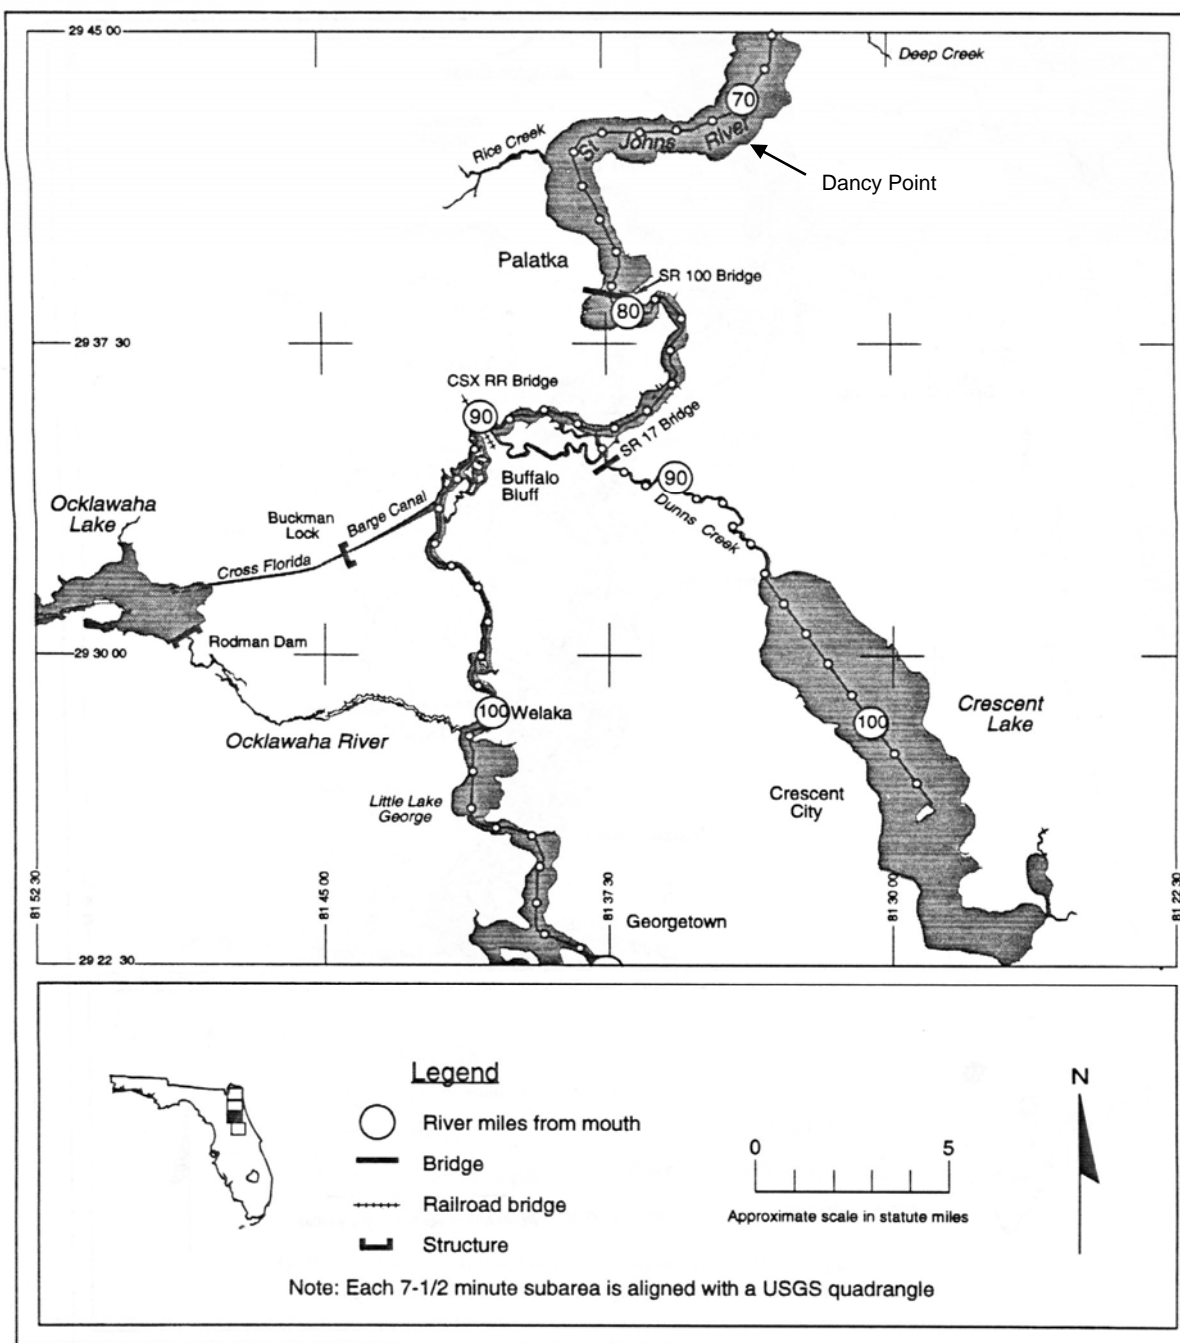 29 45 00
Deep Creek
70
Rice Creek
St Johns River
Dancy Point
Palatka
SR 100 Bridge
80
29 37 30
CSX RR Bridge
90
SR 17 Bridge
Buffalo
Bluff
90
Dunns Creek
Ocklawaha
Lake
Buckman
Lock
Cross Florida Barge Canal
Rodman Dam
29 30 00
100
Welaka
Ocklawaha River
Crescent
Lake
100
Little Lake
George
Crescent
City
Georgetown
81 52 30
81 45 00
81 37 30
81 30 00
81 22 30
29 22 30
Legend
River miles from mouth
Bridge
Railroad bridge
Structure
0 5
Approximate scale in statute miles
N
Note: Each 7-1/2 minute subarea is aligned with a USGS quadrangle